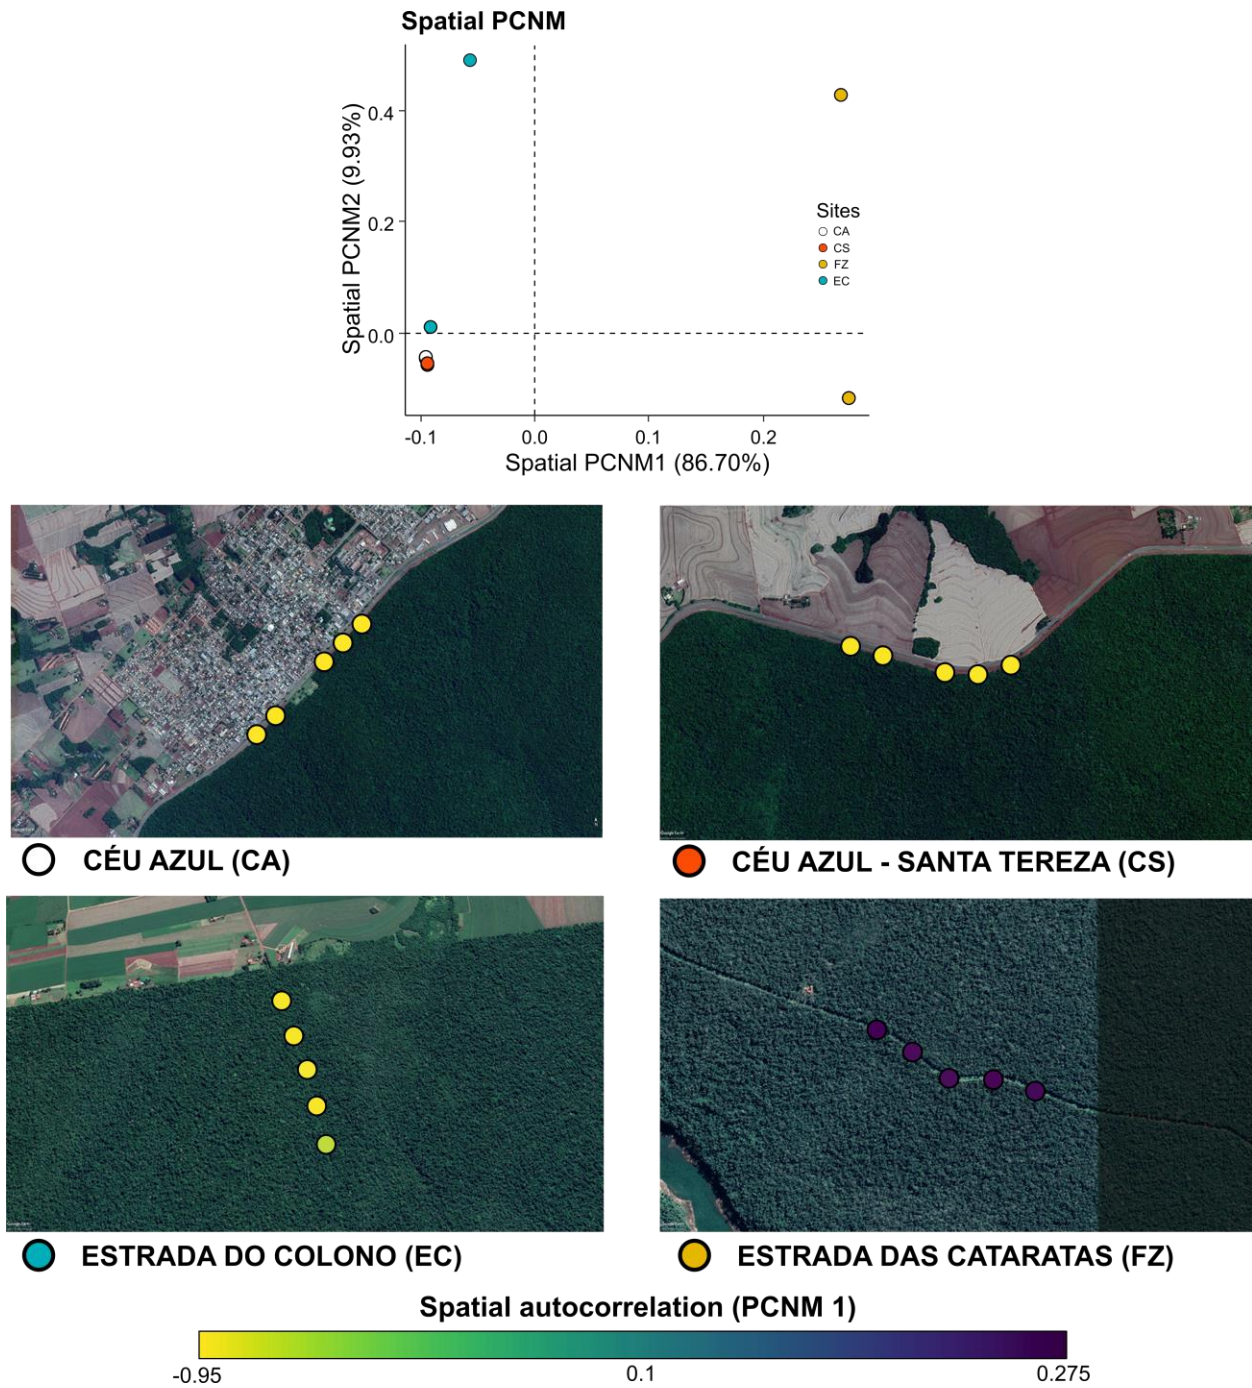 Spatial PCNM
Spatial PCNM2 (9.93%)
0.4
0.2
0.0
-0.1
0.0
0.1
0.2
Spatial PCNM1 (86.70%)
Sites
CA
CS
FZ
EC
CÉU AZUL (CA)
CÉU AZUL - SANTA TEREZA (CS)
ESTRADA DO COLONO (EC)
ESTRADA DAS CATARATAS (FZ)
Spatial autocorrelation (PCNM 1)
-0.95
0.1
0.275